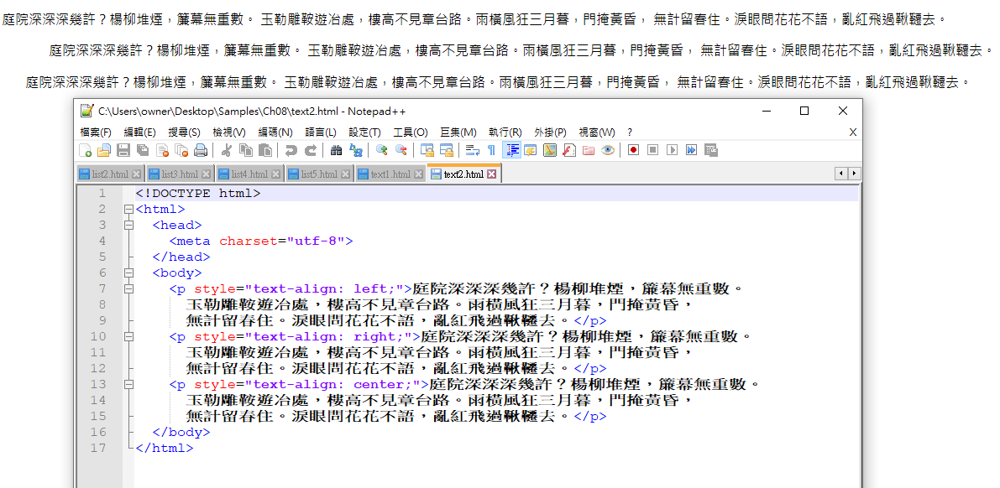 庭院深深深幾許？楊柳堆煙，簾幕無重數。 玉勒雕鞍遊冶處，樓高不見章台路。雨橫風狂三月暮，門掩黃昏， 無計留春住。淚眼問花花不語，亂紅飛過鞦韆去。
庭院深深深幾許？楊柳堆煙，簾幕無重數。 玉勒雕鞍遊冶處，樓高不見章台路。雨橫風狂三月暮，門掩黃昏， 無計留春住。淚眼問花花不語，亂紅飛過鞦韆去。
庭院深深深幾許？楊柳堆煙，簾幕無重數。 玉勒雕鞍遊冶處，樓高不見章台路。雨橫風狂三月暮，門掩黃昏， 無計留春住。淚眼問花花不語，亂紅飛過鞦韆去。
C:\Users\owner\Desktop\Samples\Ch08\text2.html - Notepad++
檔案(F) 編輯(E) 搜尋(S) 檢視(V) 編碼(N) 語言(L) 設定(T) 工具(O) 巨集(M) 執行(R) 外掛(P) 視窗(W) ? X
list2.html list3.html list4.html list5.html text1.html text2.html
1 <!DOCTYPE html>
2 <html>
3 <head>
4 <meta charset="utf-8">
5 </head>
6 <body>
7 <p style="text-align: left;">庭院深深深幾許？楊柳堆煙，簾幕無重數。
8 玉勒雕鞍遊冶處，樓高不見章台路。雨橫風狂三月暮，門掩黃昏，
9 無計留春住。淚眼問花花不語，亂紅飛過鞦韆去。</p>
10 <p style="text-align: right;">庭院深深深幾許？楊柳堆煙，簾幕無重數。
11 玉勒雕鞍遊冶處，樓高不見章台路。雨橫風狂三月暮，門掩黃昏，
12 無計留春住。淚眼問花花不語，亂紅飛過鞦韆去。</p>
13 <p style="text-align: center;">庭院深深深幾許？楊柳堆煙，簾幕無重數。
14 玉勒雕鞍遊冶處，樓高不見章台路。雨橫風狂三月暮，門掩黃昏，
15 無計留春住。淚眼問花花不語，亂紅飛過鞦韆去。</p>
16 </body>
17 </html>